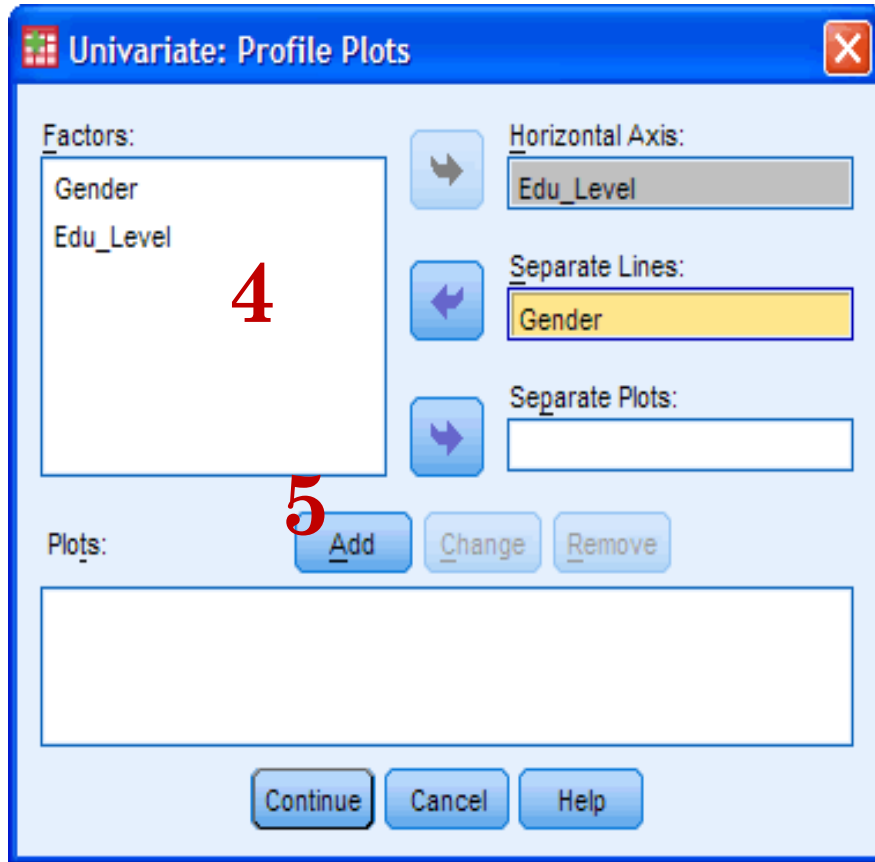 Univariate: Profile Plots
Factors:
Gender
Edu_Level
4
Horizontal Axis:
Edu_Level
Separate Lines:
Gender
Separate Plots:
5
Plots:
Add
Change
Remove
Continue
Cancel
Help